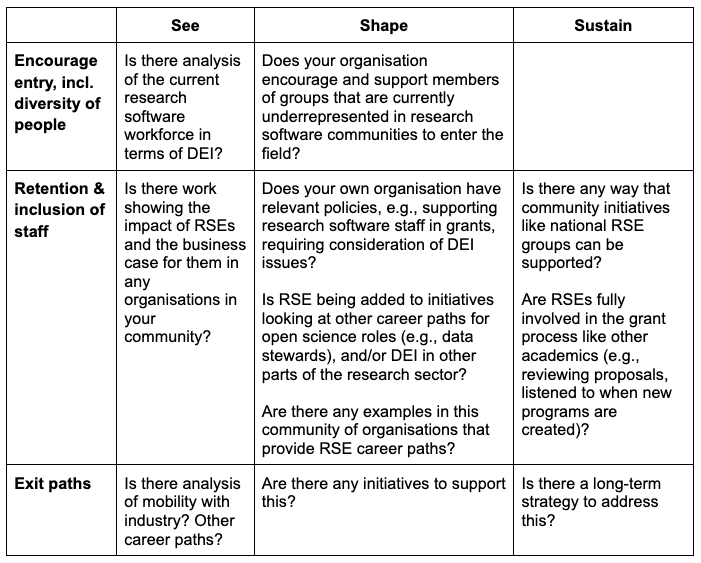 See
Shape
Sustain
Encourage
entry, incl.
diversity of
people
Is there analysis
of the current
research
software
workforce in
terms of DEI?
Does your organisation
encourage and support members
of groups that are currently
underrepresented in research
software communities to enter the
field?
Retention &
inclusion of
staff
Is there work
showing the
impact of RSEs
and the business
case for them in
any
organisations in
your
community?
Does your own organisation have
relevant policies, e.g., supporting
research software staff in grants,
requiring consideration of DEI
issues?
Is RSE being added to initiatives
looking at other career paths for
open science roles (e.g., data
stewards), and/or DEI in other
parts of the research sector?
Are there any examples in this
community of organisations that
provide RSE career paths?
Is there any way that
community initiatives
like national RSE
groups can be
supported?
Are RSEs fully
involved in the grant
process like other
academics (e.g.,
reviewing proposals,
listened to when new
programs are
created)?
Exit paths
Is there analysis
of mobility with
industry? Other
career paths?
Are there any initiatives to support
this?
Is there a long-term
strategy to address
this?